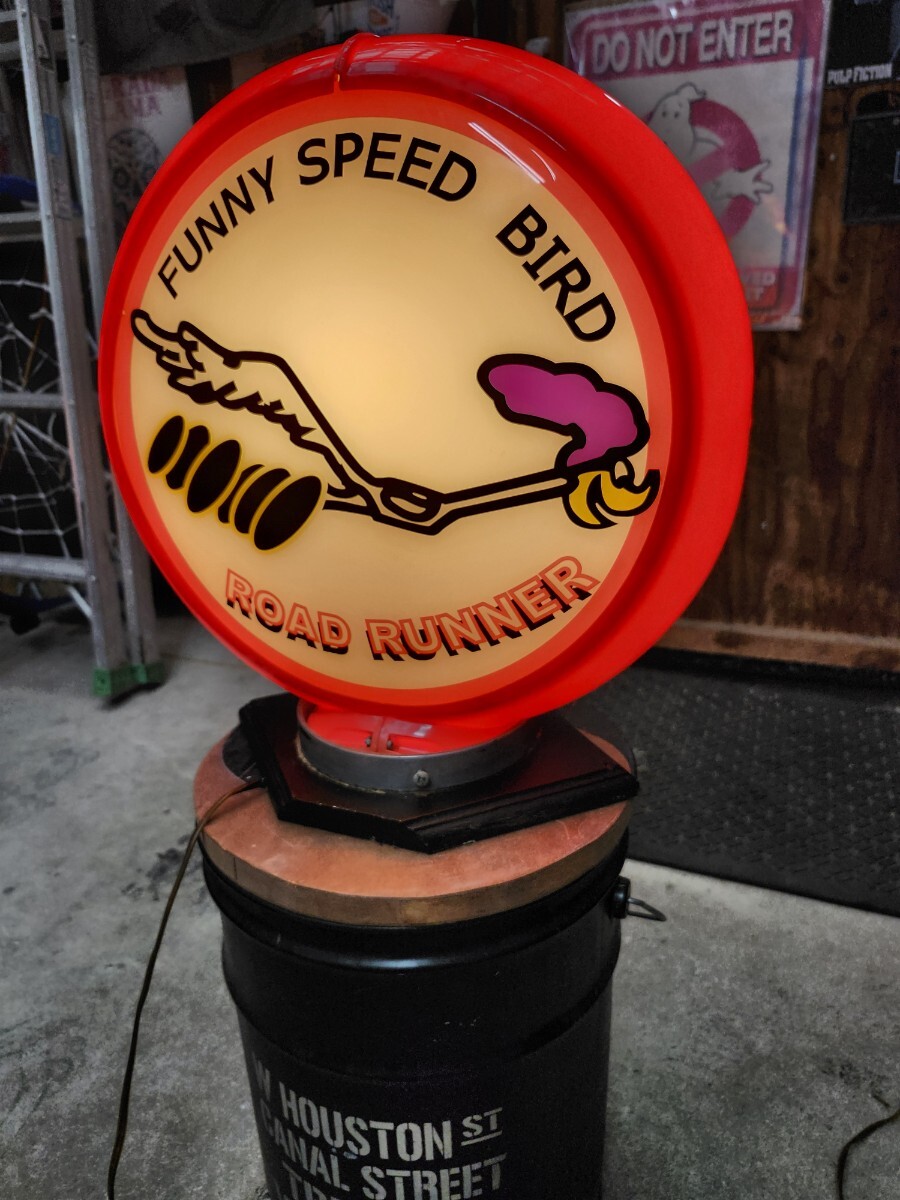 DO NOT ENTER
PULP FICTION
FUNNY SPEED BIRD
ROAD RUNNER
W HOUSTON ST
CANAL STREET